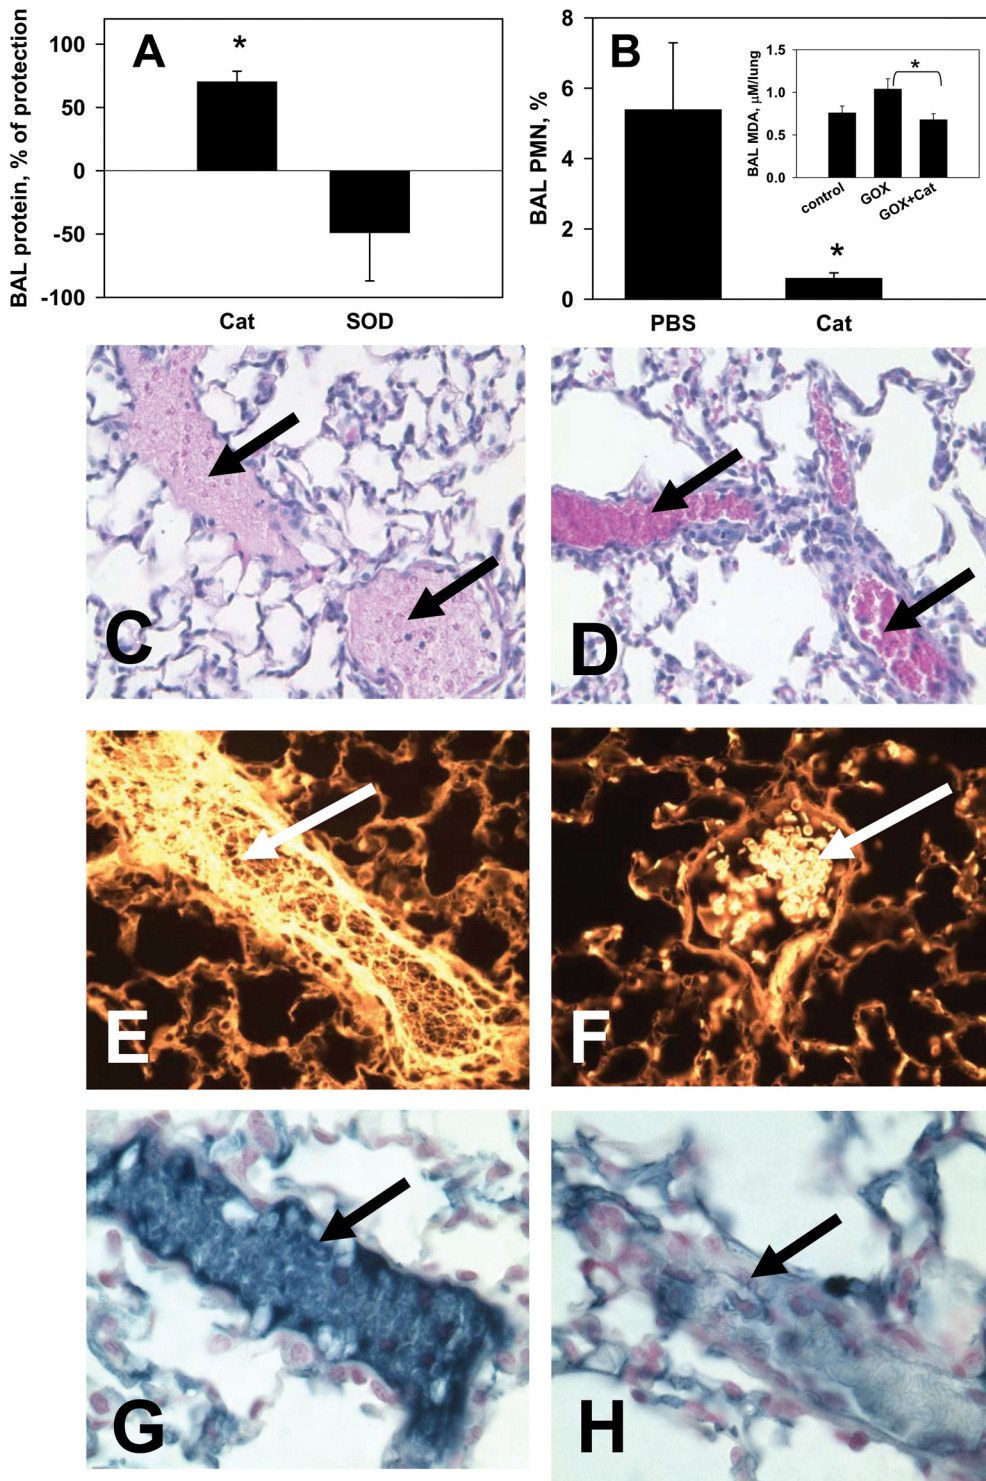 A
BAL protein, % of protection
100
50
0
-50
-100
*
Cat
SOD
B
BAL PMN, %
8
6
4
2
0
*
PBS
Cat
BAL MDA, μM/lung
1.5
1.0
0.5
0.0
*
control
GOX
GOX+Cat
C
D
E
F
G
H